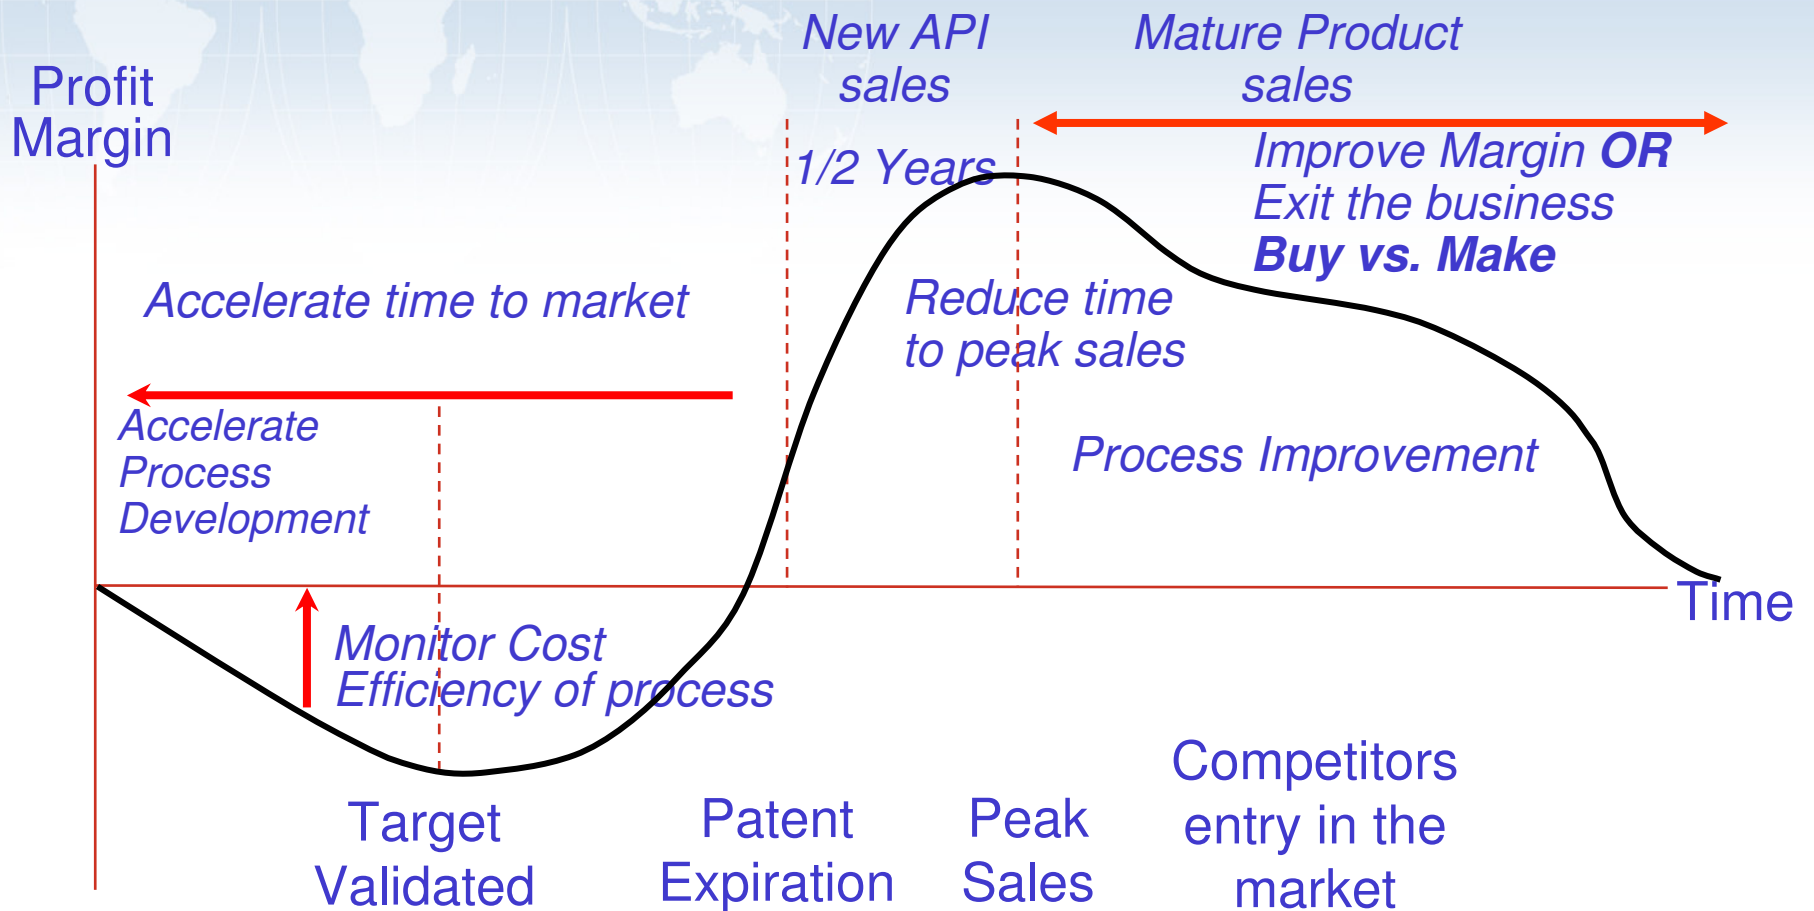 New API
sales
Mature Product
sales
Profit
Margin
1/2 Years
Improve Margin OR
Exit the business
Buy vs. Make
Accelerate time to market
Reduce time
to peak sales
Accelerate
Process
Development
Process Improvement
Time
Monitor Cost
Efficiency of process
Target
Validated
Patent
Expiration
Peak
Sales
Competitors
entry in the
market